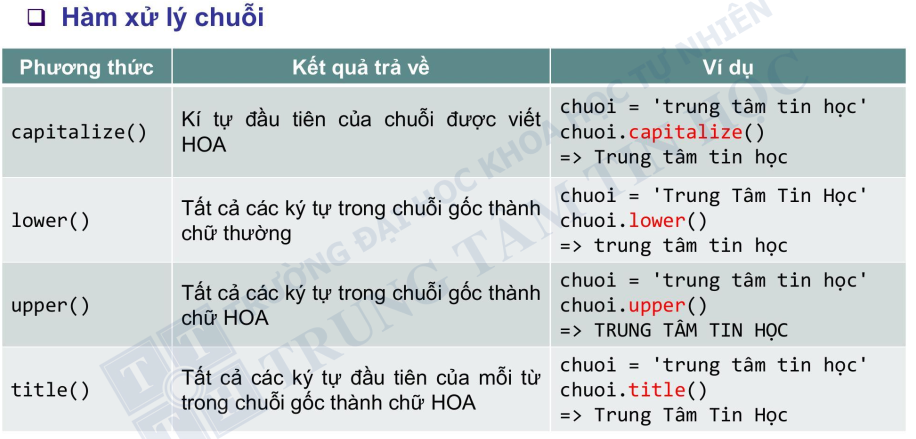 Hàm xử lý chuỗi
Phương thức Kết quả trả về Ví dụ
capitalize()
Kí tự đầu tiên của chuỗi được viết
HOA
chuoi = 'trung tâm tin học'
chuoi.capitalize()
=> Trung tâm tin học
lower()
Tất cả các ký tự trong chuỗi gốc thành
chữ thường
chuoi = 'Trung Tâm Tin Học'
chuoi.lower()
=> trung tâm tin học
upper()
Tất cả các ký tự trong chuỗi gốc thành
chữ HOA
chuoi = 'trung tâm tin học'
chuoi.upper()
=> TRUNG TÂM TIN HỌC
title()
Tất cả các ký tự đầu tiên của mỗi từ
trong chuỗi gốc thành chữ HOA
chuoi = 'trung tâm tin học'
chuoi.title()
=> Trung Tâm Tin Học
TRƯỜNG ĐẠI HỌC KHOA HỌC TỰ NHIÊN
TRUNG TÂM TIN HỌC